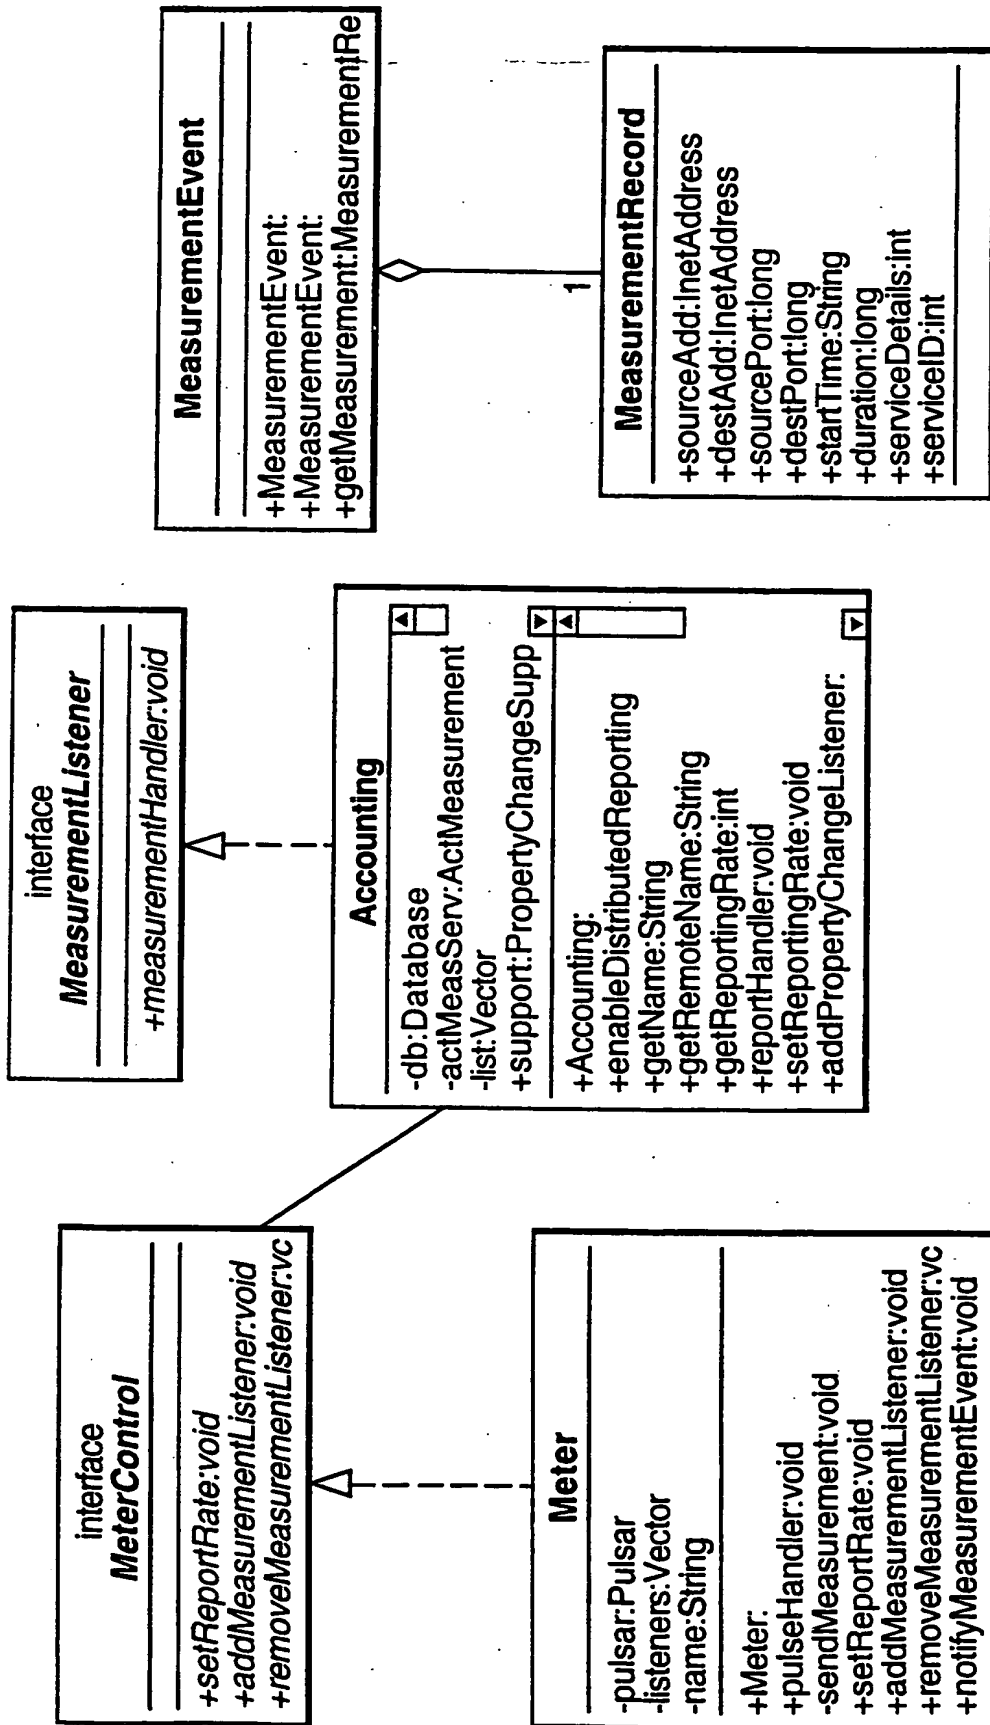 interface
MeterControl
+setReportRate:void
+addMeasurementListener:void
+removeMeasurementListener:vc
Meter
-pulsar:Pulsar
-listeners:Vector
-name:String
+Meter:
+pulseHandler:void
-sendMeasurement:void
+setReportRate:void
+addMeasurementListener:void
+removeMeasurementListener:vc
+notifyMeasurementEvent:void
interface
MeasurementListener
+measurementHandler:void
Accounting
-db:Database
-actMeasServ:ActMeasurement
-list:Vector
+support:PropertyChangeSupp
+Accounting:
+enableDistributedReporting
+getName:String
+getRemoteName:String
+getReportingRate:int
+reportHandler:void
+setReportingRate:void
+addPropertyChangeListener:
MeasurementEvent
+MeasurementEvent:
+MeasurementEvent:
+getMeasurement:MeasurementRe
1
MeasurementRecord
+sourceAdd:InetAddress
+destAdd:InetAddress
+sourcePort:long
+destPort:long
+startTime:String
+duration:long
+serviceDetails:int
+serviceID:int